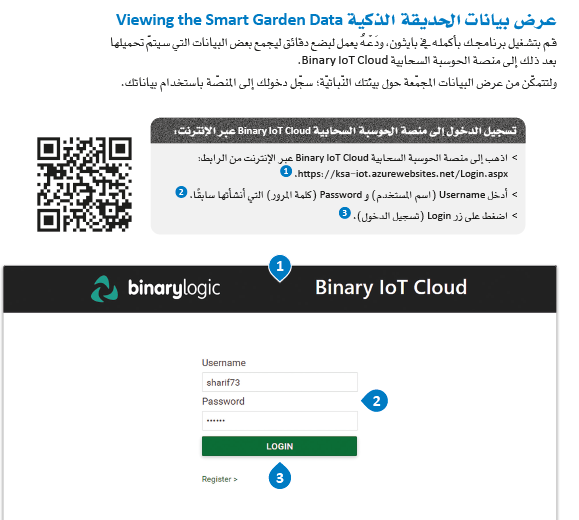 عرض بيانات الحديقة الذكية Viewing the Smart Garden Data
قم بتشغيل برنامجك بأكمله في بايثون، ودَعْهُ يعمل لبضع دقائق ليجمع بعض البيانات التي سيتمّ تحميلها
بعد ذلك إلى منصة الحوسبة السحابية Binary IoT Cloud.
ولتتمكّن من عرض البيانات المجمّعة حول بيئتك النّباتيّة؛ سجّل دخولك إلى المنصّة باستخدام بياناتك.
تسجيل الدخول إلى منصة الحوسبة السحابية Binary IoT Cloud عبر الإنترنت:
> اذهب إلى منصة الحوسبة السحابية Binary IoT Cloud عبر الإنترنت من الرابط:
https://ksa-iot.azurewebsites.net/Login.aspx. 1
> أدخل Username (اسم المستخدم) و Password (كلمة المرور) التي أنشأتها سابقًا. 2
> اضغط على زر Login (تسجيل الدخول). 3
1
binarylogic Binary IoT Cloud
Username
sharif73
Password
2
••••••
LOGIN
3
Register >